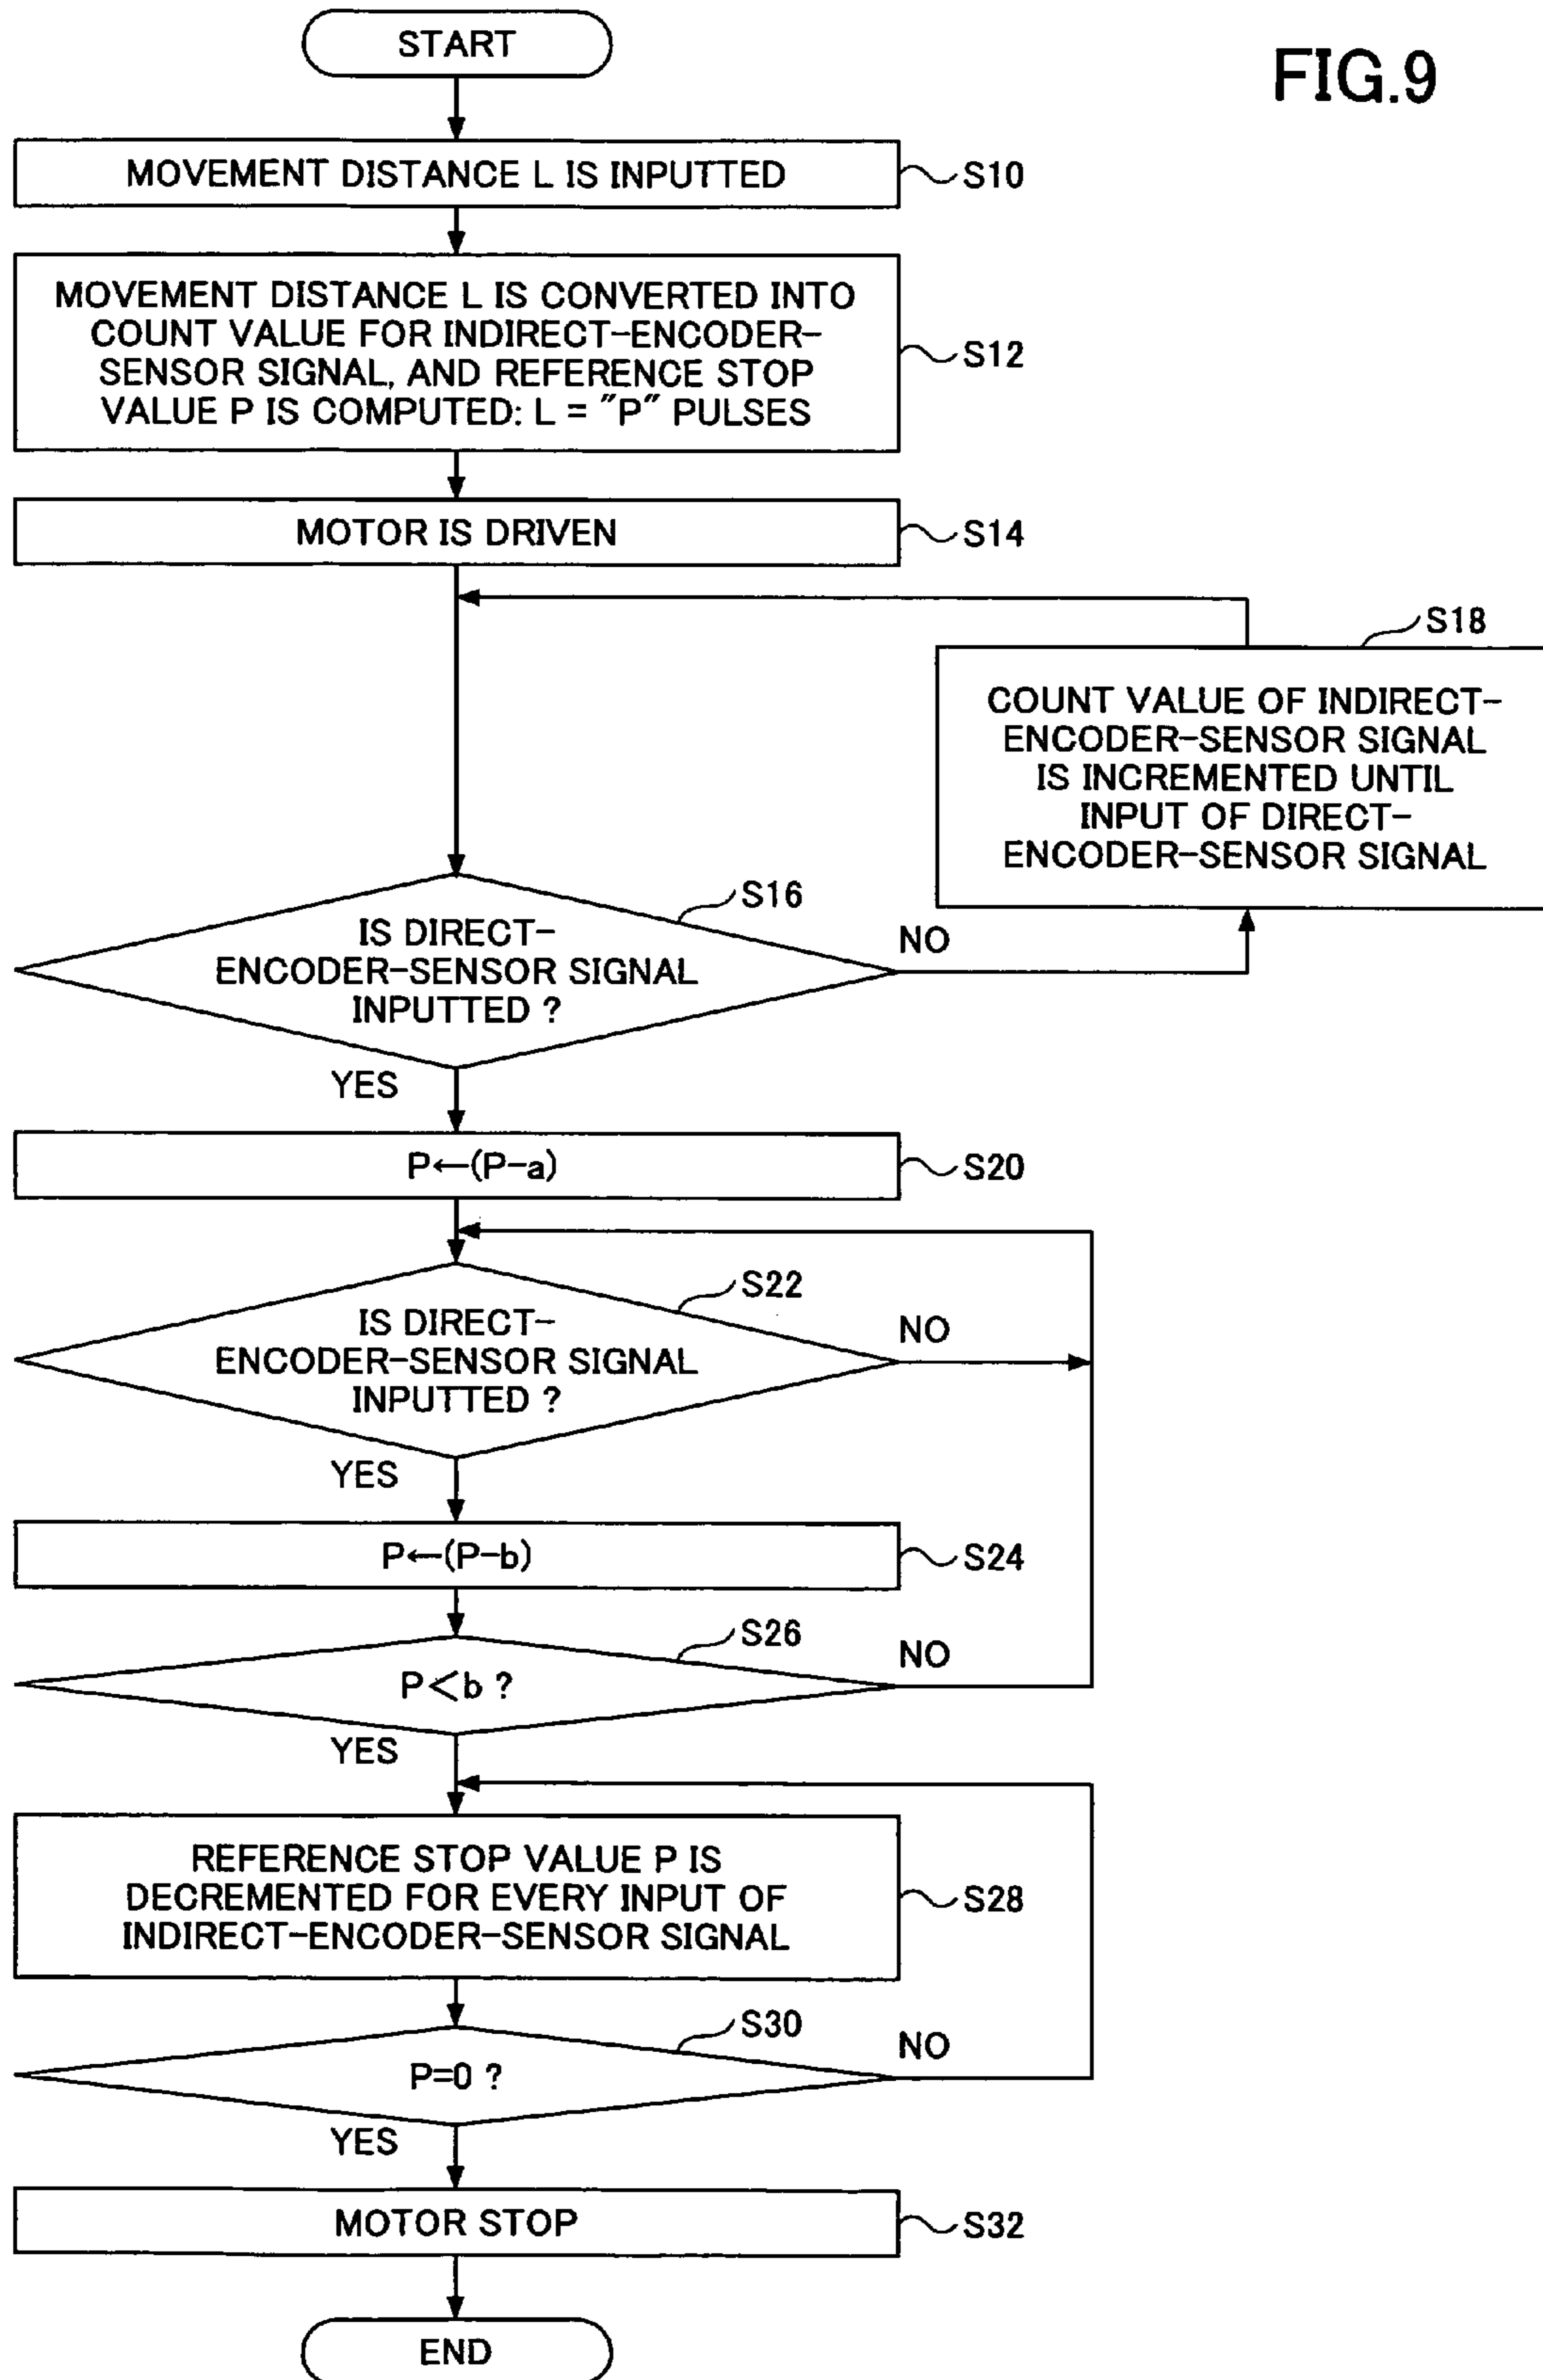 START
FIG.9
MOVEMENT DISTANCE L IS INPUTTED
S10
MOVEMENT DISTANCE L IS CONVERTED INTO
COUNT VALUE FOR INDIRECT-ENCODER-
SENSOR SIGNAL, AND REFERENCE STOP
VALUE P IS COMPUTED: L = "P" PULSES
S12
MOTOR IS DRIVEN
S14
S18
COUNT VALUE OF INDIRECT-
ENCODER-SENSOR SIGNAL
IS INCREMENTED UNTIL
INPUT OF DIRECT-
ENCODER-SENSOR SIGNAL
S16
IS DIRECT-
ENCODER-SENSOR SIGNAL
INPUTTED ?
NO
YES
P←(P-a)
S20
S22
IS DIRECT-
ENCODER-SENSOR SIGNAL
INPUTTED ?
NO
YES
P←(P-b)
S24
S26
P<b ?
NO
YES
REFERENCE STOP VALUE P IS
DECREMENTED FOR EVERY INPUT OF
INDIRECT-ENCODER-SENSOR SIGNAL
S28
S30
P=0 ?
NO
YES
MOTOR STOP
S32
END